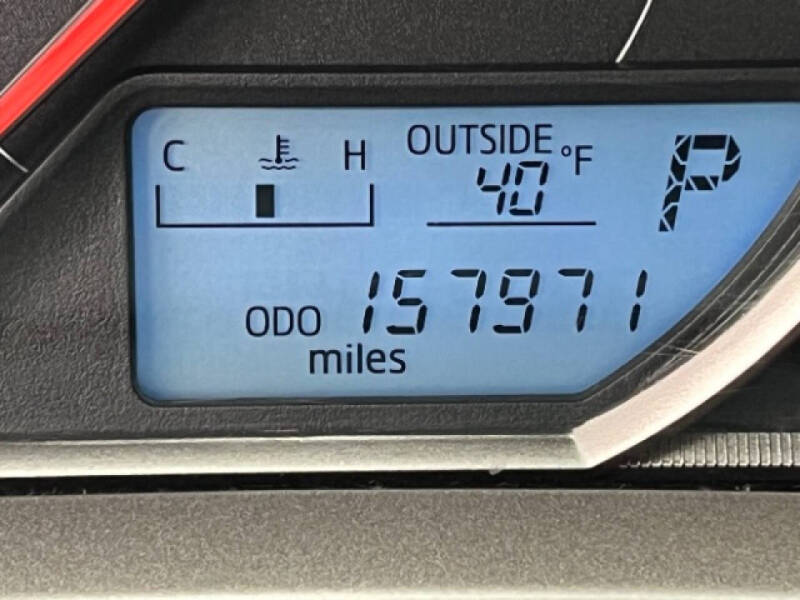 C H
OUTSIDE
40 °F
P
ODO 157971
miles